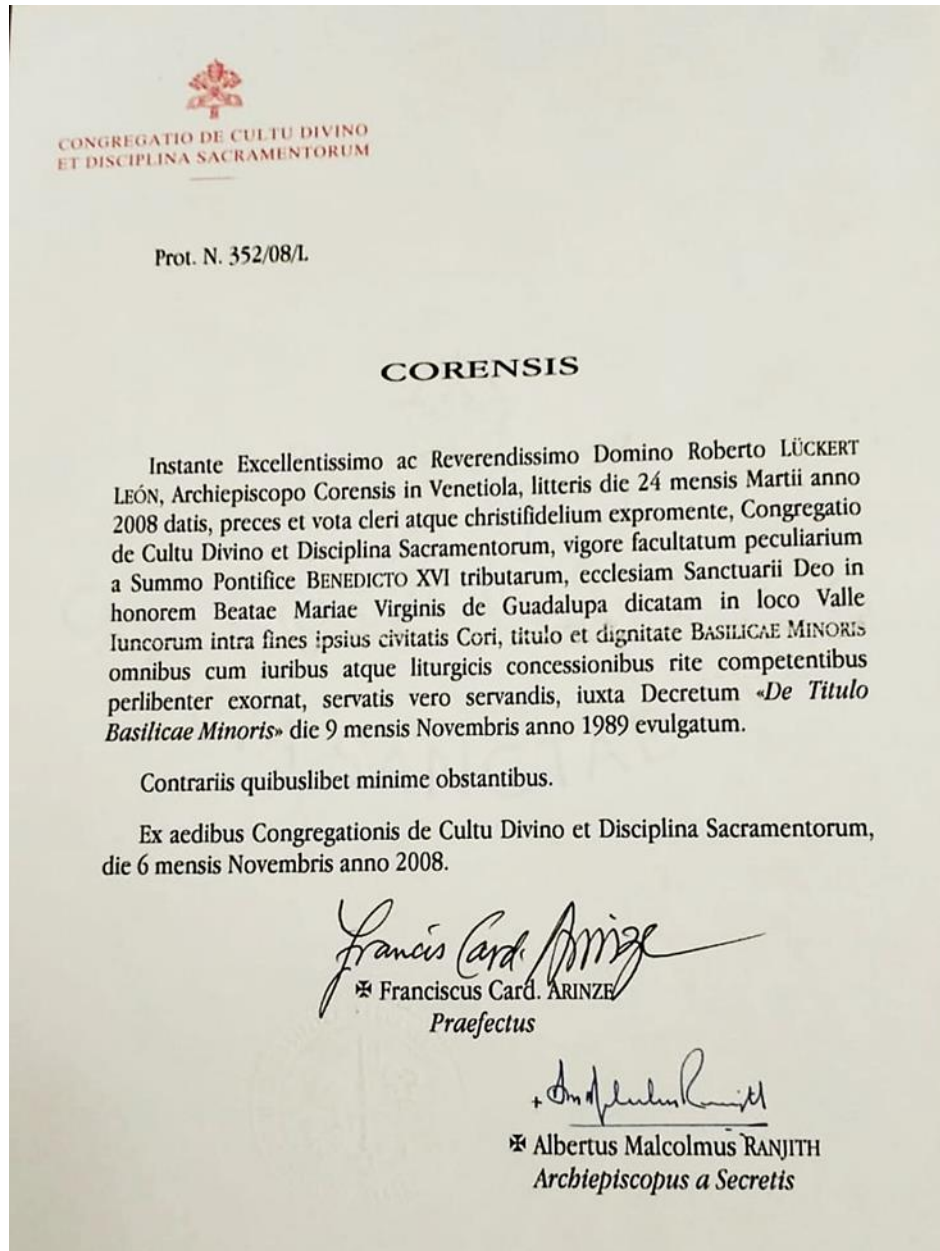 CONGREGATIO DE CULTU DIVINO
ET DISCIPLINA SACRAMENTORUM
Prot. N. 352/08/L
CORENSIS
Instante Excellentissimo ac Reverendissimo Domino Roberto LÜCKERT
LEÓN, Archiepiscopo Corensis in Venetiola, litteris die 24 mensis Martii anno
2008 datis, preces et vota cleri atque christifidelium expromente, Congregatio
de Cultu Divino et Disciplina Sacramentorum, vigore facultatum peculiarium
a Summo Pontifice BENEDICTO XVI tributarum, ecclesiam Sanctuarii Deo in
honorem Beatae Mariae Virginis de Guadalupa dicatam in loco Valle
Iuncorum intra fines ipsius civitatis Cori, titulo et dignitate BASILICAE MINORIS
omnibus cum iuribus atque liturgicis concessionibus rite competentibus
perlibenter exornat, servatis vero servandis, iuxta Decretum «De Titulo
Basilicae Minoris» die 9 mensis Novembris anno 1989 evulgatum.
Contrariis quibuslibet minime obstantibus.
Ex aedibus Congregationis de Cultu Divino et Disciplina Sacramentorum,
die 6 mensis Novembris anno 2008.
Francis Card. Arinze
✠ Franciscus Card. ARINZE
Praefectus
✠ Albertus Malcolmus RANJITH
Archiepiscopus a Secretis